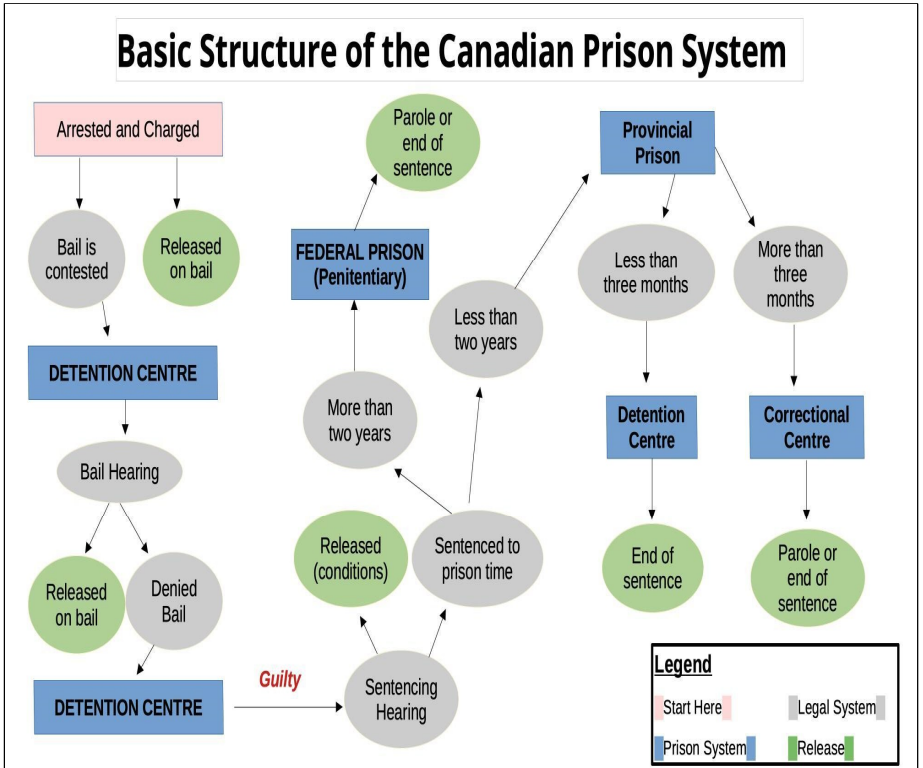 Basic Structure of the Canadian Prison System
Arrested and Charged
Bail is
contested
Released
on bail
DETENTION CENTRE
Bail Hearing
Released
on bail
Denied
Bail
DETENTION CENTRE
Guilty
Sentencing
Hearing
Released
(conditions)
Sentenced to
prison time
More than
two years
FEDERAL PRISON
(Penitentiary)
Parole or
end of
sentence
Less than
two years
Provincial
Prison
Less than
three months
More than
three
months
Detention
Centre
Correctional
Centre
End of
sentence
Parole or
end of
sentence
Legend
Start Here
Legal System
Prison System
Release